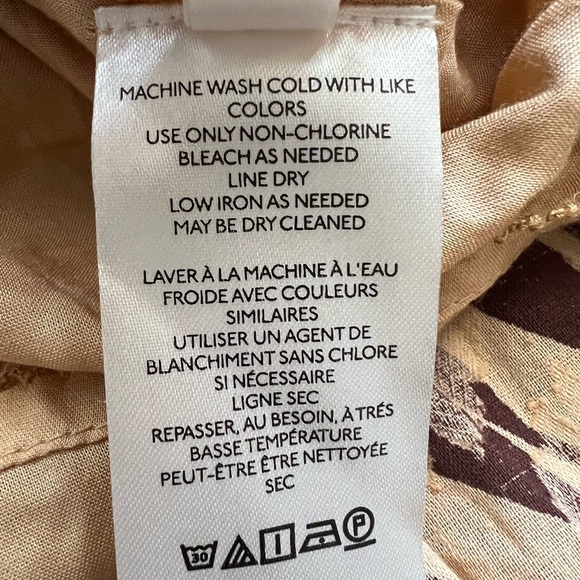 MACHINE WASH COLD WITH LIKE
COLORS
USE ONLY NON-CHLORINE
BLEACH AS NEEDED
LINE DRY
LOW IRON AS NEEDED
MAY BE DRY CLEANED
LAVER À LA MACHINE À L'EAU
FROIDE AVEC COULEURS
SIMILAIRES
UTILISER UN AGENT DE
BLANCHIMENT SANS CHLORE
SI NÉCESSAIRE
LIGNE SEC
REPASSER, AU BESOIN, À TRÉS
BASSE TEMPÉRATURE
PEUT-ÊTRE ÊTRE NETTOYÉE
SEC
30 P